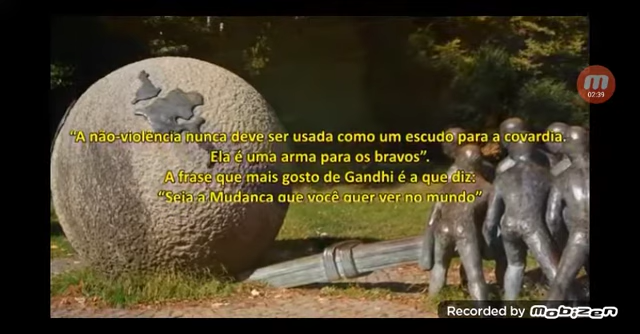 "A não-violência nunca deve ser usada como um escudo para a covardia.
Ela é uma arma para os bravos".
A frase que mais gosto de Gandhi é a que diz:
"Seja a Mudança que você quer ver no mundo"
02:39
Recorded by mobizen